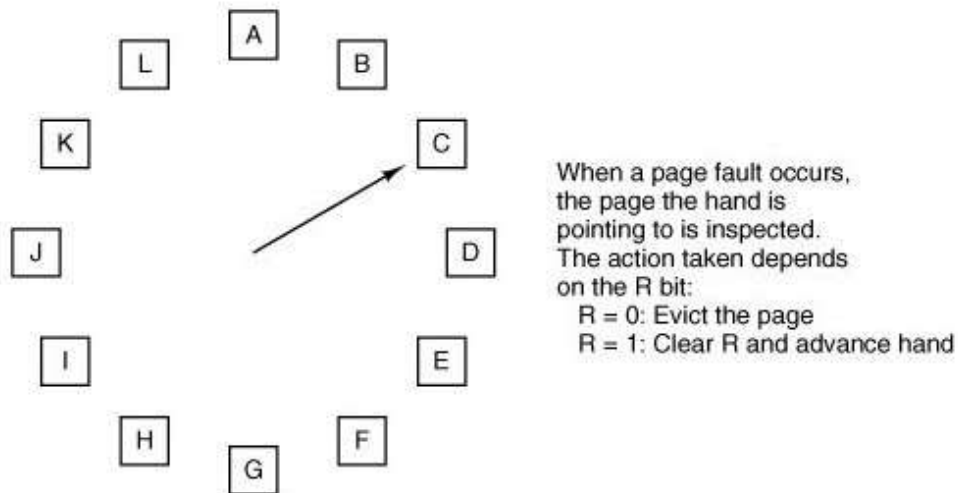 A
B
C
D
E
F
G
H
I
J
K
L
When a page fault occurs,
the page the hand is
pointing to is inspected.
The action taken depends
on the R bit:
R = 0: Evict the page
R = 1: Clear R and advance hand